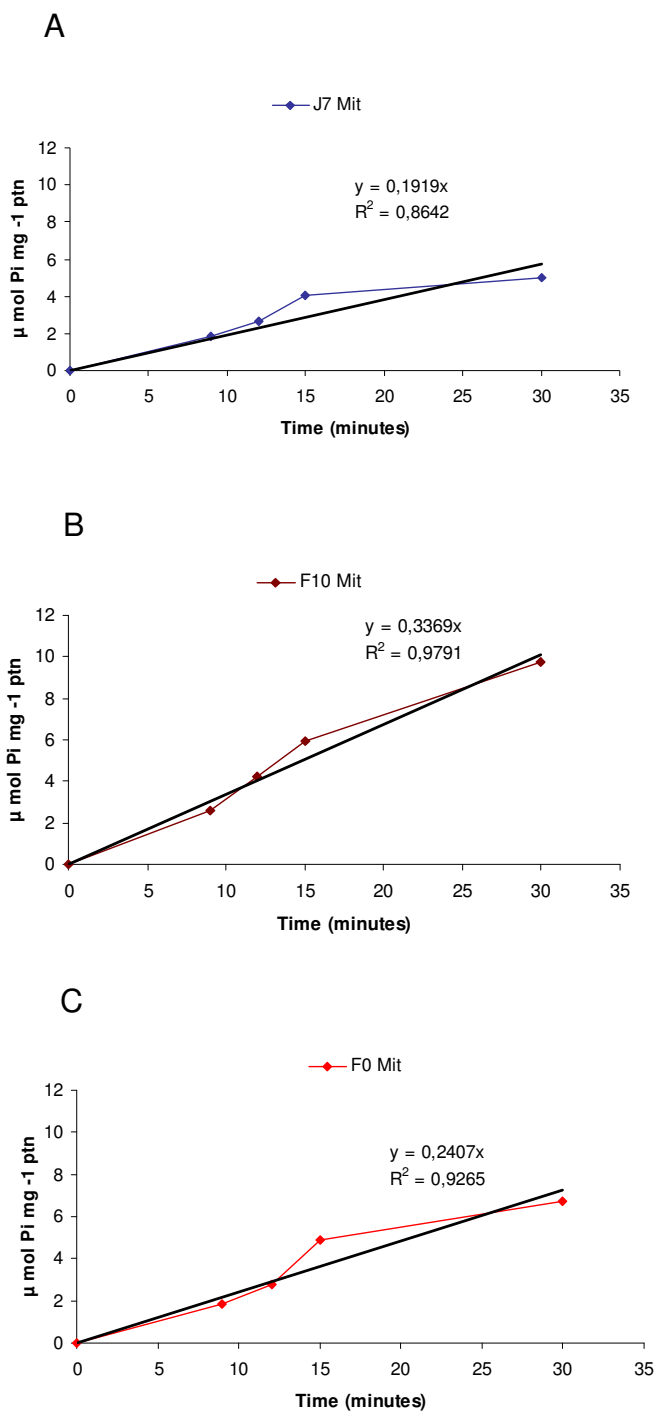 A
J7 Mit
12
10
8
6
4
2
0
µ mol Pi mg -1 ptn
y = 0,1919x
R² = 0,8642
0 5 10 15 20 25 30 35
Time (minutes)
B
F10 Mit
12
10
8
6
4
2
0
µ mol Pi mg -1 ptn
y = 0,3369x
R² = 0,9791
0 5 10 15 20 25 30 35
Time (minutes)
C
F0 Mit
12
10
8
6
4
2
0
µ mol Pi mg -1 ptn
y = 0,2407x
R² = 0,9265
0 5 10 15 20 25 30 35
Time (minutes)